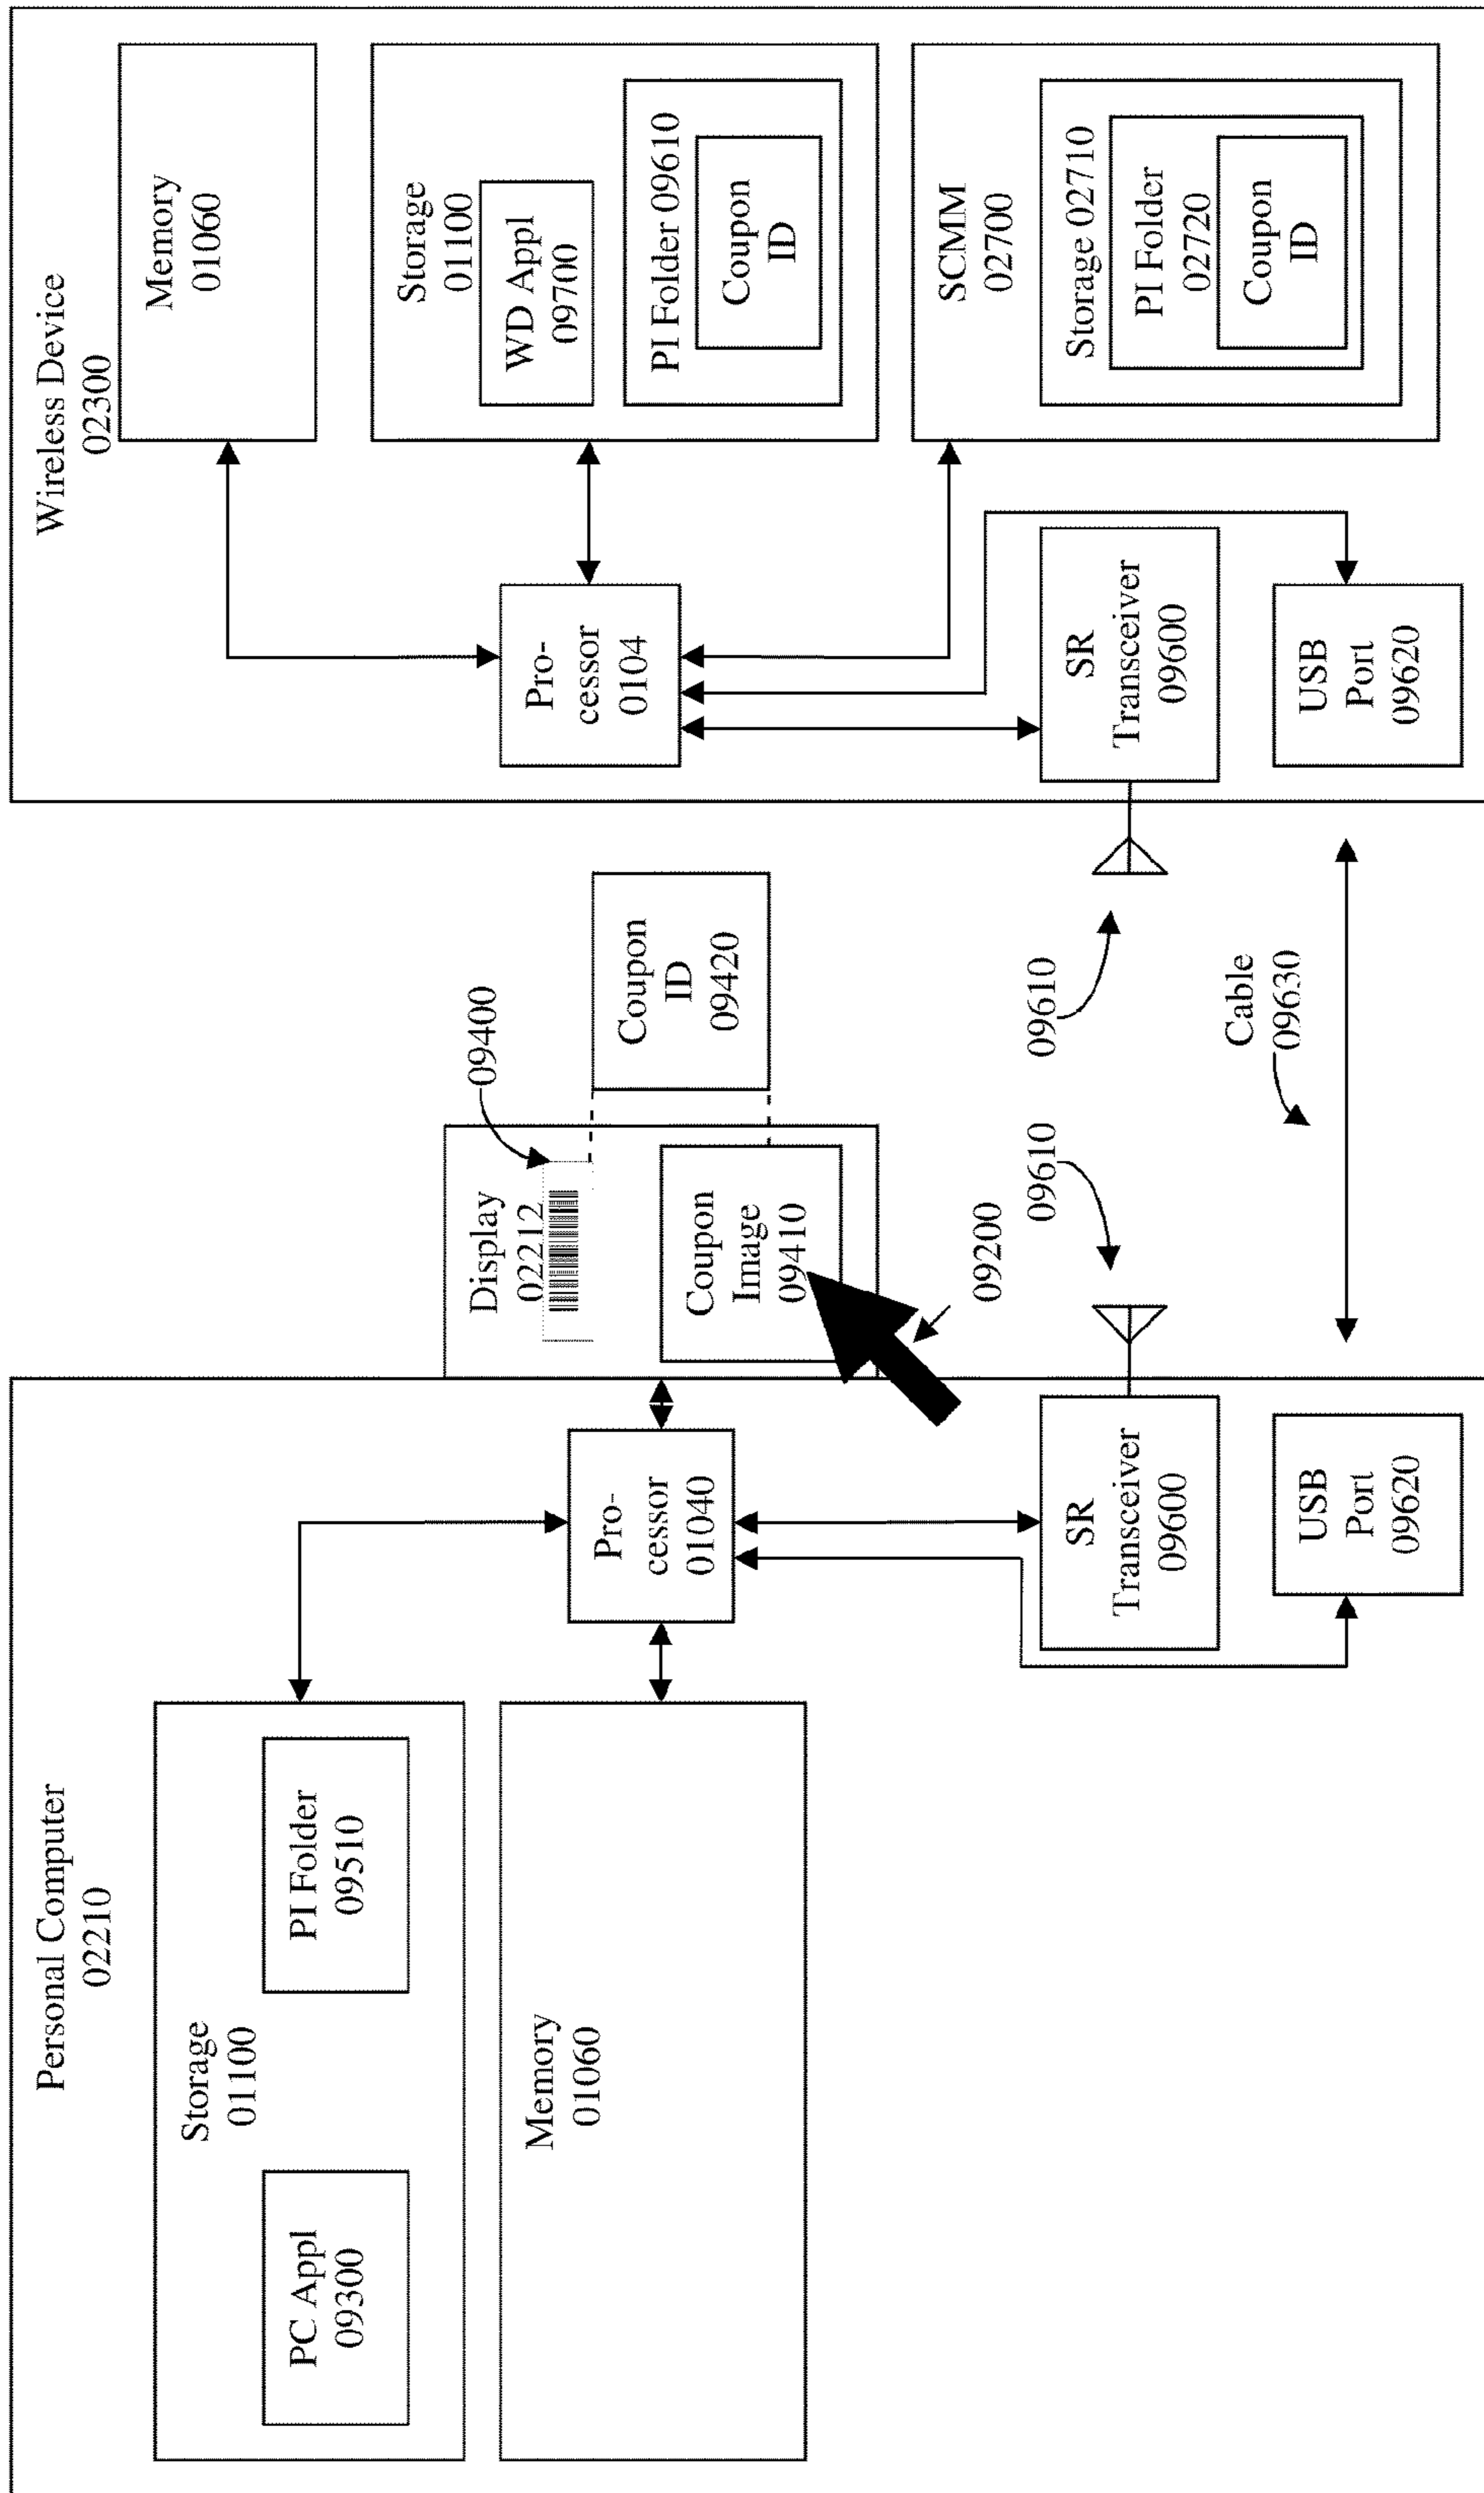 Personal Computer
02210
Storage
01100
PC Appl
09300
PI Folder
09510
Memory
01060
Pro-
cessor
01040
SR
Transceiver
09600
USB
Port
09620
Display
02212
09400
Coupon
Image
09410
Coupon
ID
09420
09200
09610
09610
Cable
09630
Wireless Device
02300
Memory
01060
Storage
01100
WD Appl
09700
PI Folder 09610
Coupon
ID
SCMM
02700
Storage 02710
PI Folder
02720
Coupon
ID
Pro-
cessor
0104
SR
Transceiver
09600
USB
Port
09620